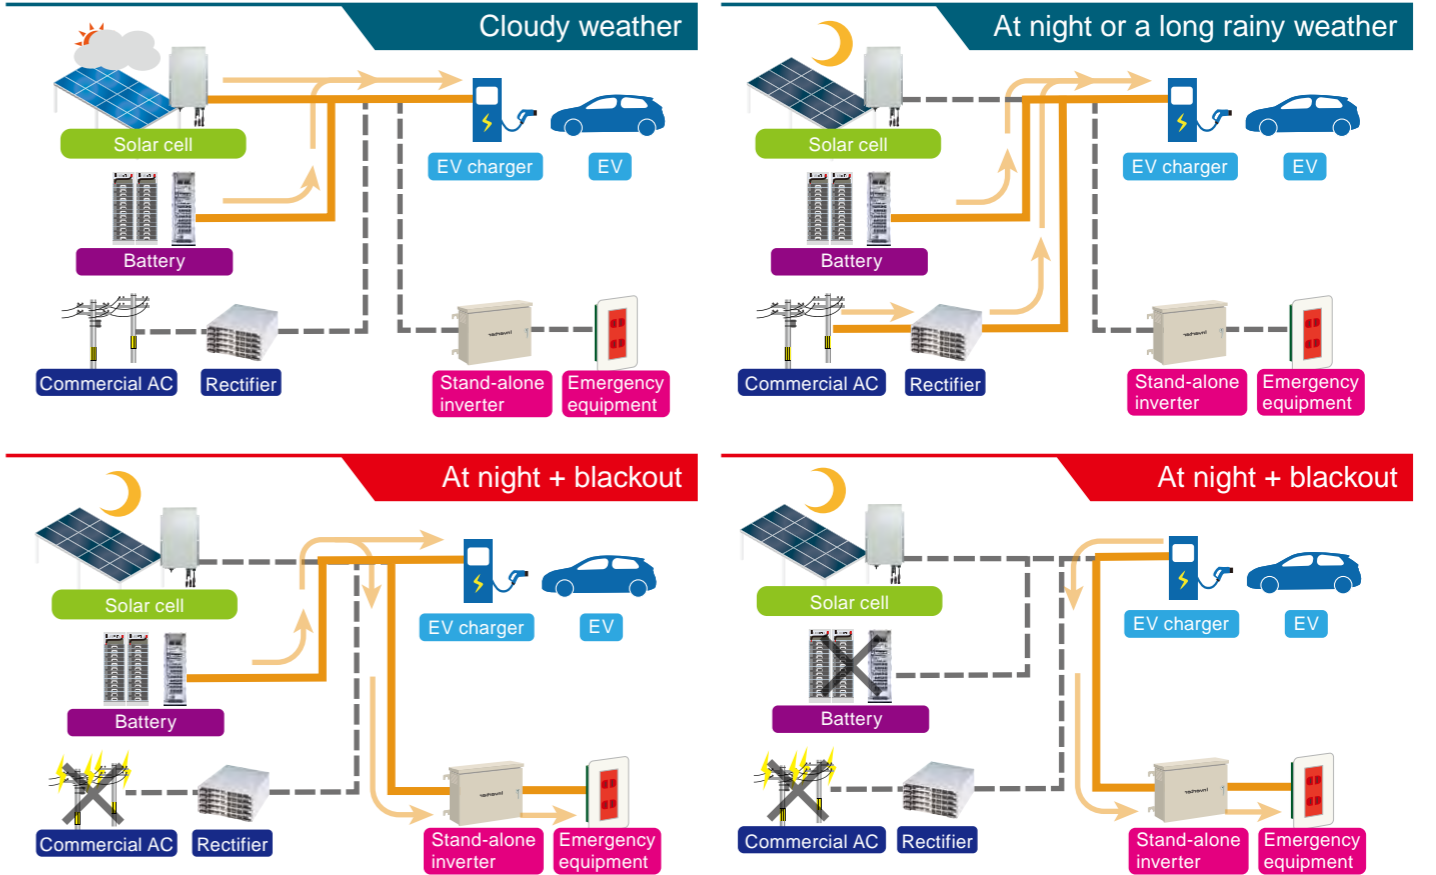 Cloudy weather
Solar cell
EV charger
EV
Battery
Commercial AC
Rectifier
Stand-alone
inverter
Emergency
equipment
At night or a long rainy weather
Solar cell
EV charger
EV
Battery
Commercial AC
Rectifier
Stand-alone
inverter
Emergency
equipment
At night + blackout
Solar cell
EV charger
EV
Battery
Commercial AC
Rectifier
Stand-alone
inverter
Emergency
equipment
At night + blackout
Solar cell
EV charger
EV
Battery
Commercial AC
Rectifier
Stand-alone
inverter
Emergency
equipment